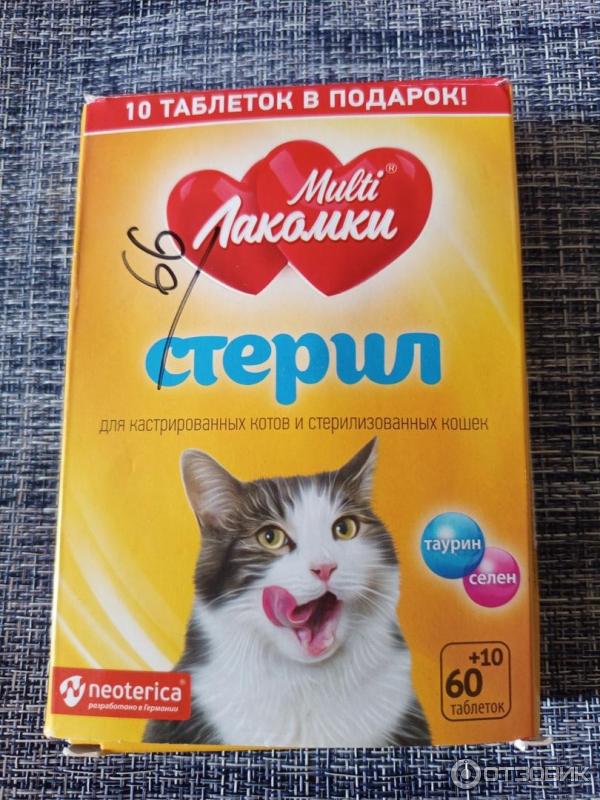 10 ТАБЛЕТОК В ПОДАРОК!
Multi®
Лакомки
66
стерил
для кастрированных котов и стерилизованных кошек
таурин
селен
+10
60
таблеток
neoterica®
разработано в Германии
ОТЗОВИК